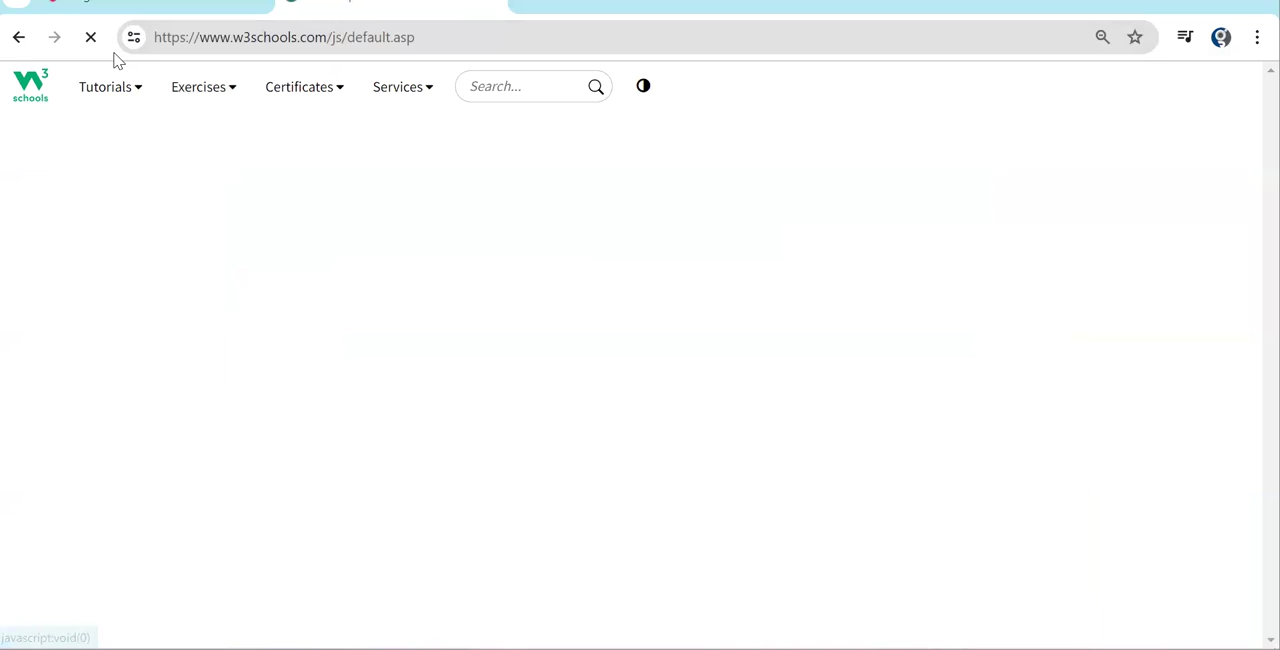 https://www.w3schools.com/js/default.asp
W3
schools
Tutorials
Exercises
Certificates
Services
Search...
javascript:void(0)